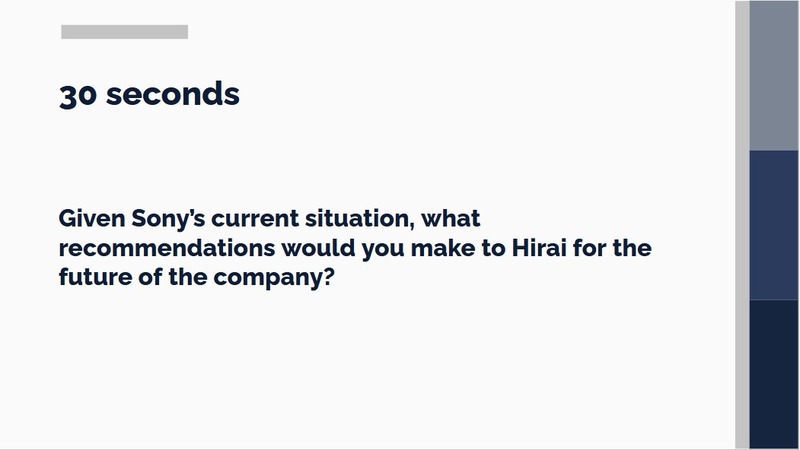 30 seconds
Given Sony’s current situation, what
recommendations would you make to Hirai for the
future of the company?